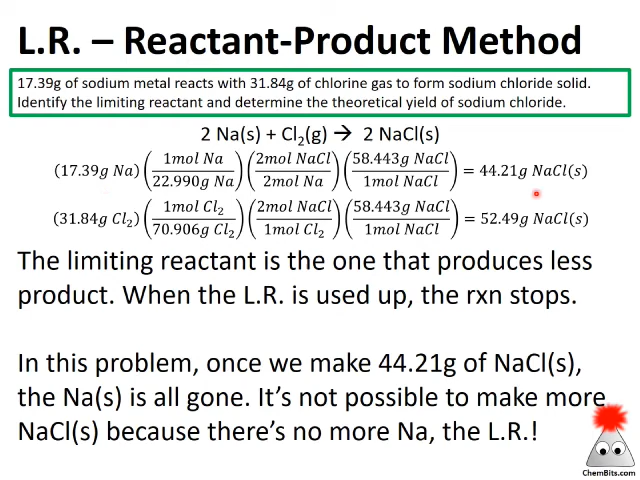 L.R. – Reactant-Product Method
17.39g of sodium metal reacts with 31.84g of chlorine gas to form sodium chloride solid.
Identify the limiting reactant and determine the theoretical yield of sodium chloride.
2 Na(s) + Cl₂(g) → 2 NaCl(s)
(17.39g Na) (1mol Na / 22.990g Na) (2mol NaCl / 2mol Na) (58.443g NaCl / 1mol NaCl) = 44.21g NaCl(s)
(31.84g Cl₂) (1mol Cl₂ / 70.906g Cl₂) (2mol NaCl / 1mol Cl₂) (58.443g NaCl / 1mol NaCl) = 52.49g NaCl(s)
The limiting reactant is the one that produces less
product. When the L.R. is used up, the rxn stops.
In this problem, once we make 44.21g of NaCl(s),
the Na(s) is all gone. It’s not possible to make more
NaCl(s) because there’s no more Na, the L.R.!
ChemBits.com